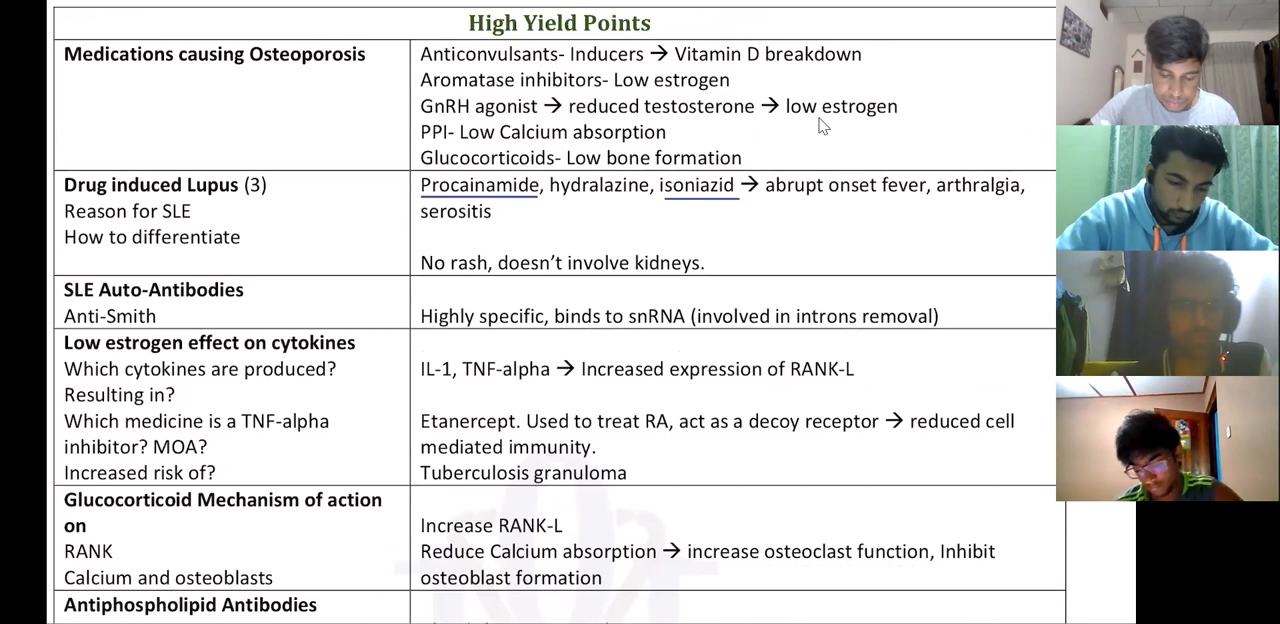 High Yield Points
Medications causing Osteoporosis
Anticonvulsants- Inducers → Vitamin D breakdown
Aromatase inhibitors- Low estrogen
GnRH agonist → reduced testosterone → low estrogen
PPI- Low Calcium absorption
Glucocorticoids- Low bone formation
Drug induced Lupus (3)
Reason for SLE
How to differentiate
Procainamide, hydralazine, isoniazid → abrupt onset fever, arthralgia,
serositis
No rash, doesn't involve kidneys.
SLE Auto-Antibodies
Anti-Smith
Highly specific, binds to snRNA (involved in introns removal)
Low estrogen effect on cytokines
Which cytokines are produced?
Resulting in?
Which medicine is a TNF-alpha
inhibitor? MOA?
Increased risk of?
IL-1, TNF-alpha → Increased expression of RANK-L
Etanercept. Used to treat RA, act as a decoy receptor → reduced cell
mediated immunity.
Tuberculosis granuloma
Glucocorticoid Mechanism of action
on
RANK
Calcium and osteoblasts
Increase RANK-L
Reduce Calcium absorption → increase osteoclast function, Inhibit
osteoblast formation
Antiphospholipid Antibodies